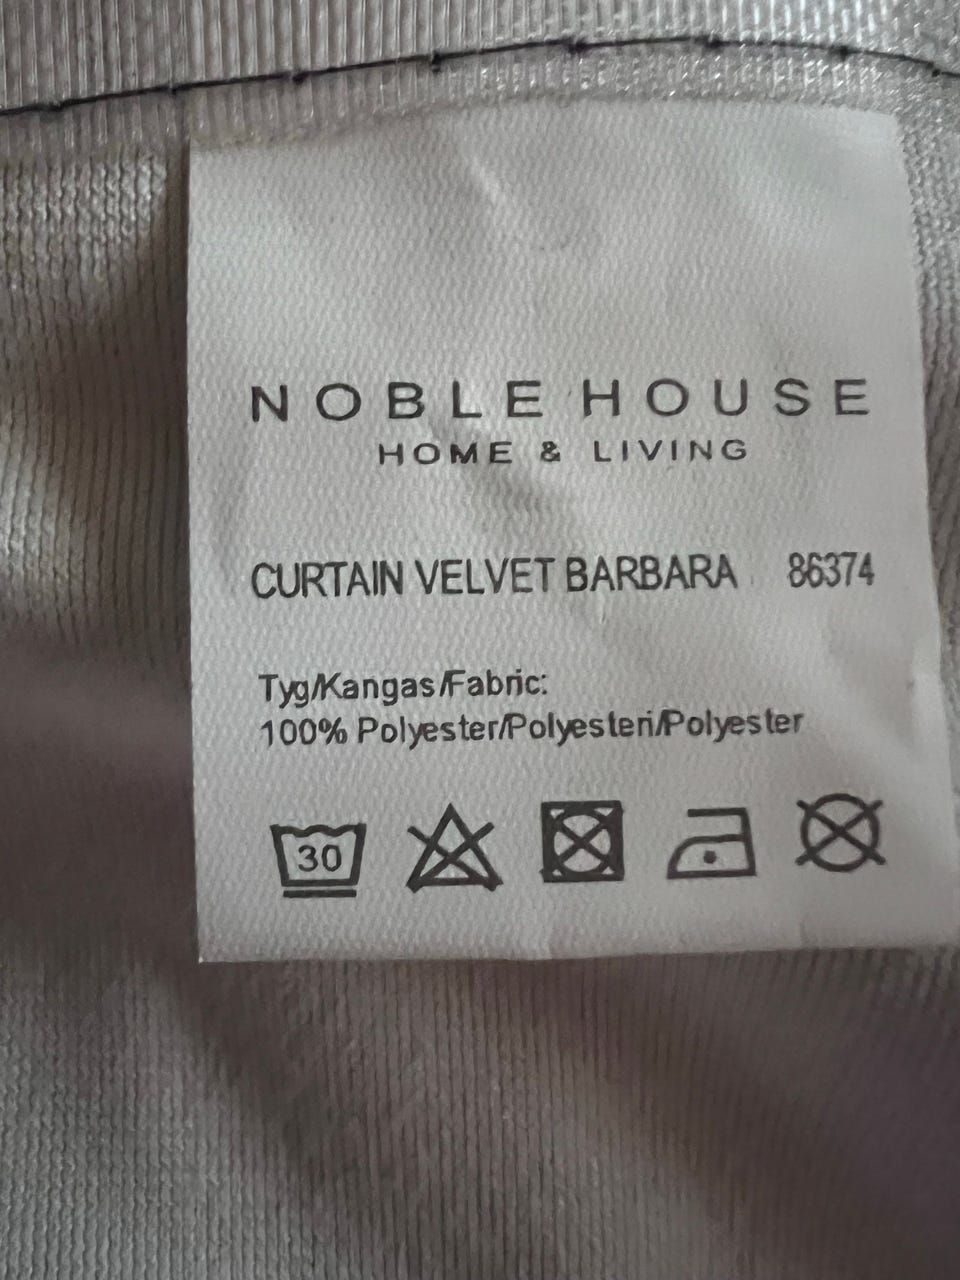 NOBLE HOUSE
HOME & LIVING
CURTAIN VELVET BARBARA 86374
Tyg/Kangas/Fabric:
100% Polyester/Polyesteri/Polyester
30